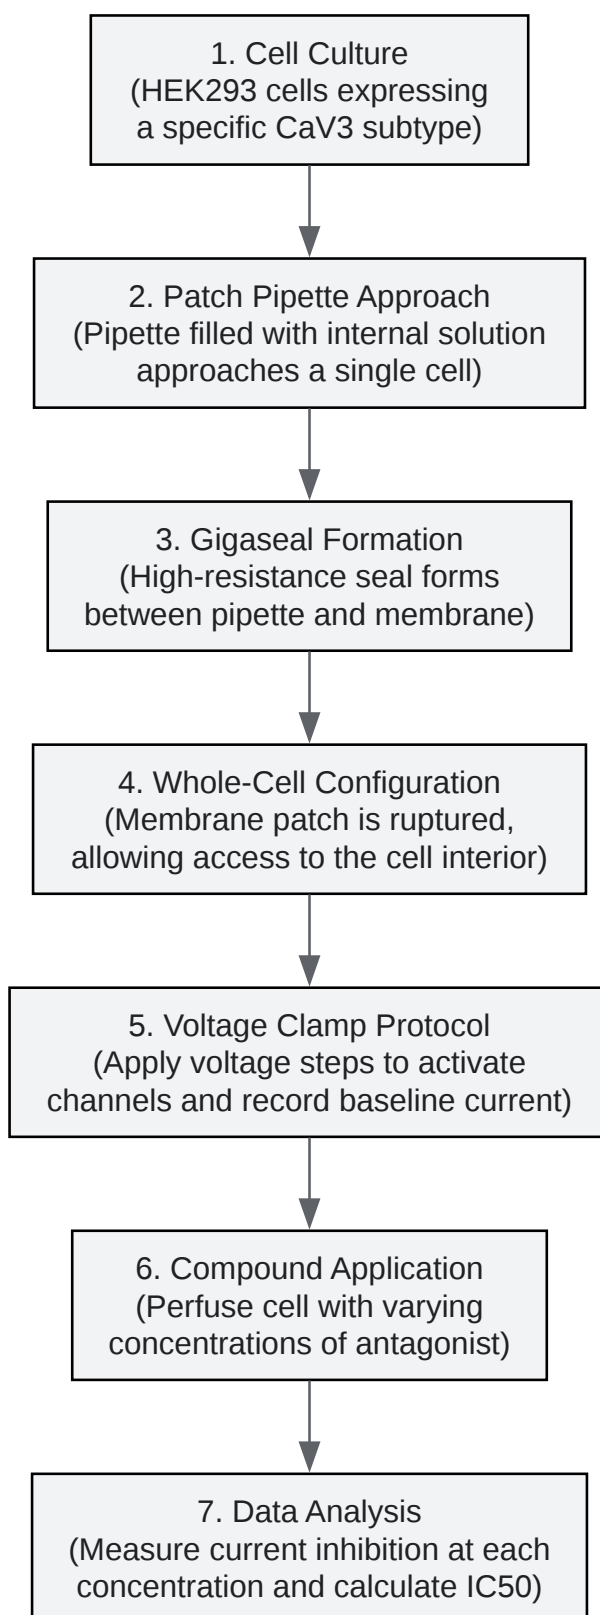 1. Cell Culture
(HEK293 cells expressing
a specific CaV3 subtype)
2. Patch Pipette Approach
(Pipette filled with internal solution
approaches a single cell)
3. Gigaseal Formation
(High-resistance seal forms
between pipette and membrane)
4. Whole-Cell Configuration
(Membrane patch is ruptured,
allowing access to the cell interior)
5. Voltage Clamp Protocol
(Apply voltage steps to activate
channels and record baseline current)
6. Compound Application
(Perfuse cell with varying
concentrations of antagonist)
7. Data Analysis
(Measure current inhibition at each
concentration and calculate IC50)